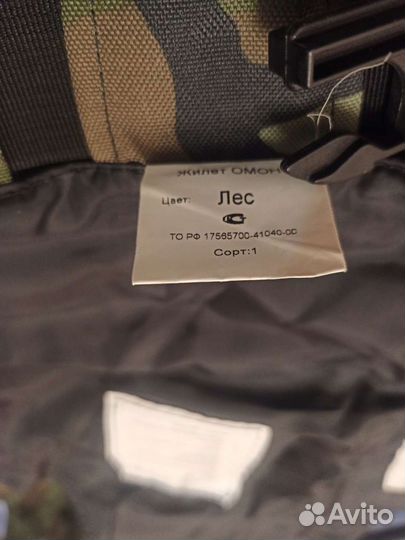 Жилет ОМОН
Цвет: Лес
ТО РФ 17565700-41040-00
Сорт:1
Avito